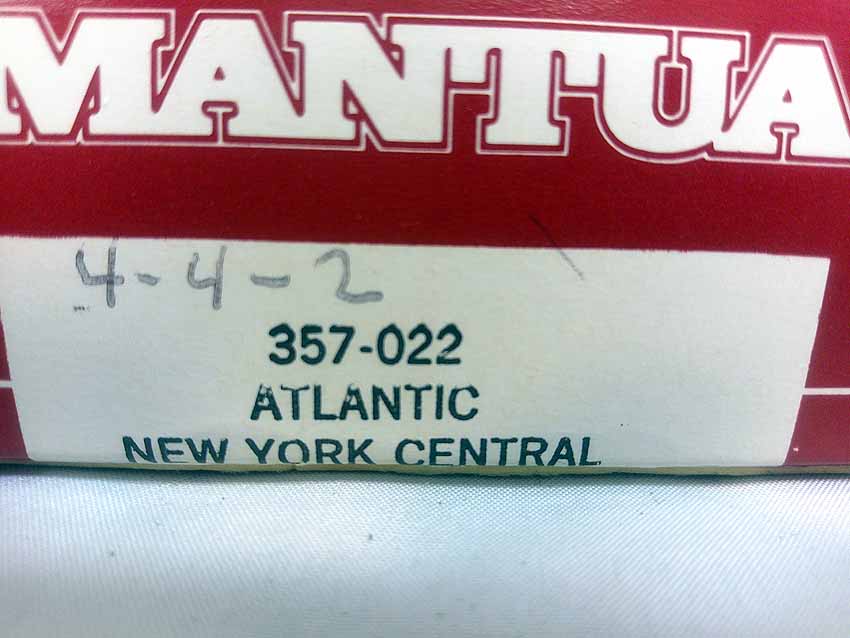 MANTUA
4-4-2
357-022
ATLANTIC
NEW YORK CENTRAL